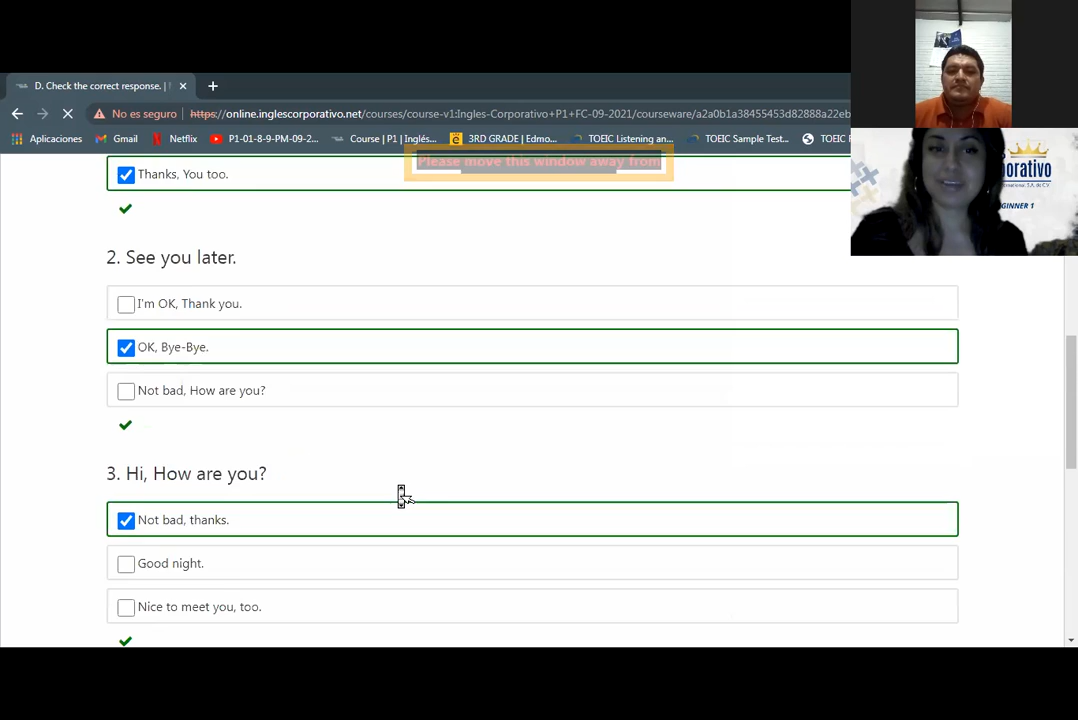 D. Check the correct response. |
No es seguro
https://online.inglescorporativo.net/courses/course-v1:Ingles-Corporativo+P1+FC-09-2021/courseware/a2a0b1a38455453d82888a22eb
Aplicaciones
Gmail
Netflix
P1-01-8-9-PM-09-2...
Course | P1 | Inglés...
3RD GRADE | Edmo...
TOEIC Listening an...
TOEIC Sample Test...
TOEIC
Please move this window away from
Thanks, You too.
2. See you later.
I'm OK, Thank you.
OK, Bye-Bye.
Not bad, How are you?
3. Hi, How are you?
Not bad, thanks.
Good night.
Nice to meet you, too.
orporativo
International, S.A. de C.V.
GINNER 1